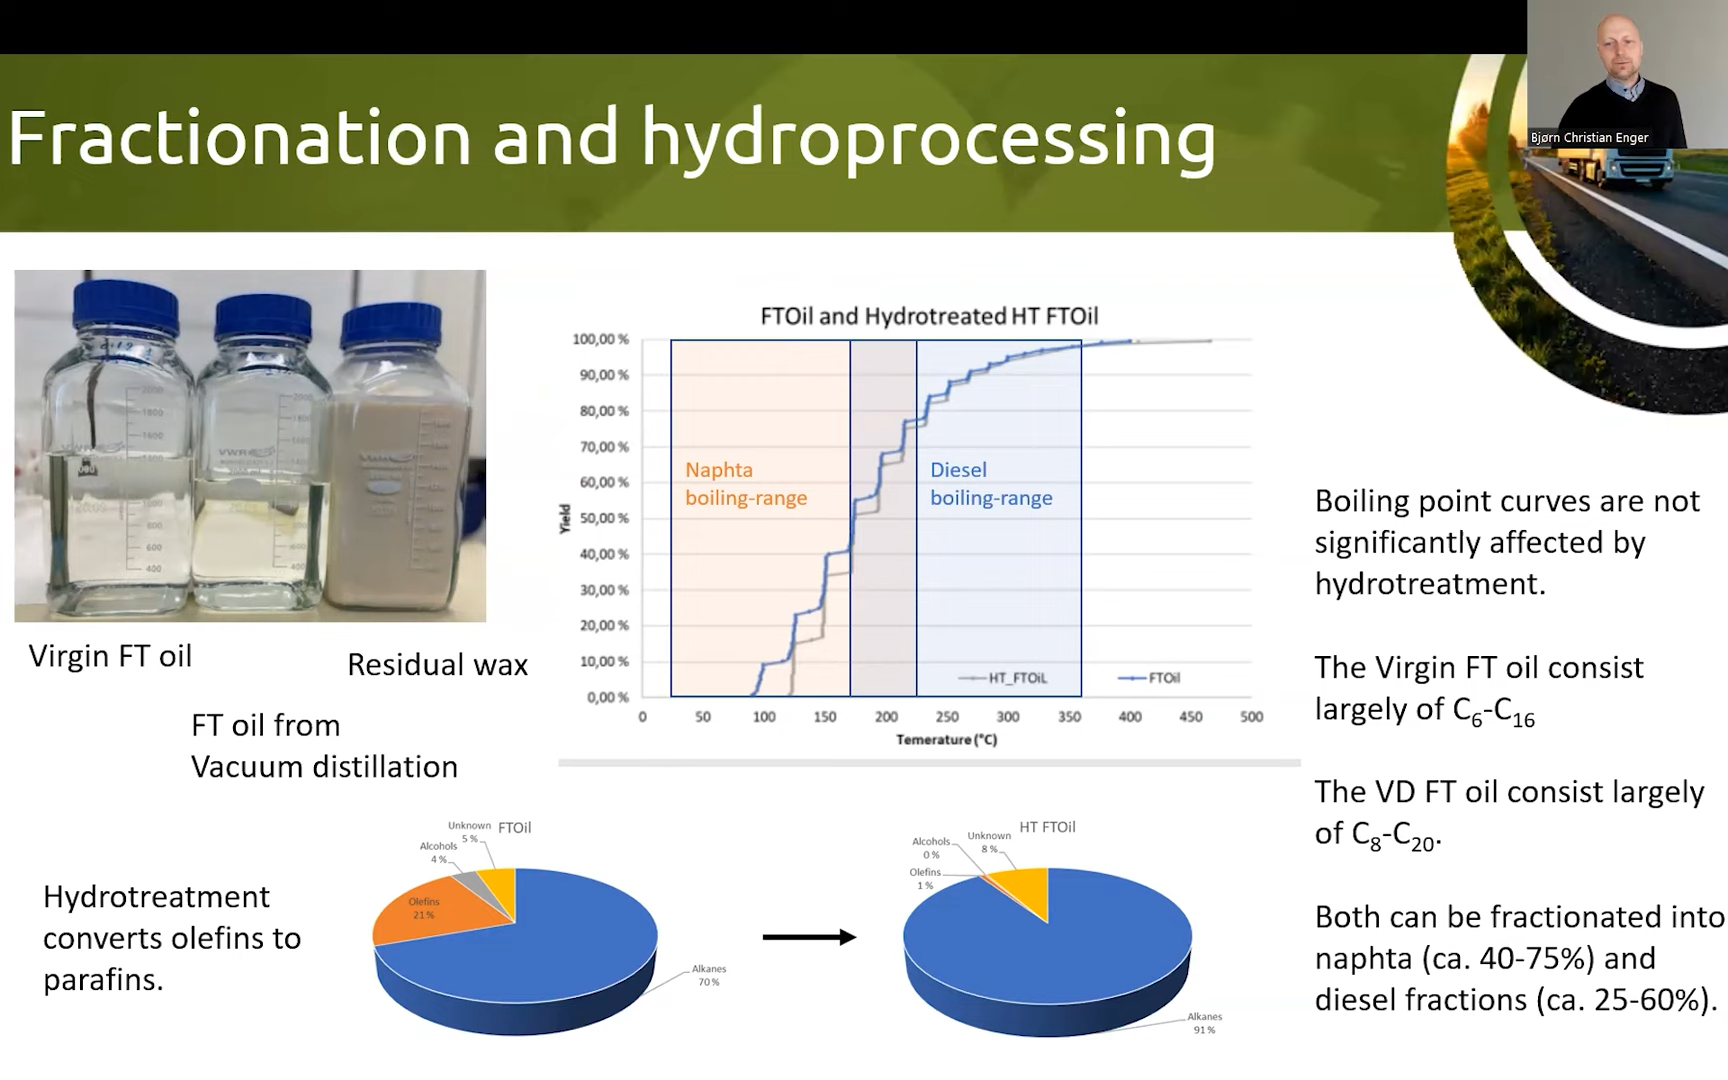 Bjørn Christian Enger
Fractionation and hydroprocessing
Virgin FT oil
Residual wax
FT oil from
Vacuum distillation
FTOil and Hydrotreated HT FTOil
100,00 %
90,00 %
80,00 %
70,00 %
60,00 %
50,00 %
40,00 %
30,00 %
20,00 %
10,00 %
0,00 %
Yield
Naphta
boiling-range
Diesel
boiling-range
HT_FTOiL
FTOil
0 50 100 150 200 250 300 350 400 450 500
Temerature (°C)
Boiling point curves are not
significantly affected by
hydrotreatment.
The Virgin FT oil consist
largely of C6-C16
The VD FT oil consist largely
of C8-C20.
Both can be fractionated into
naphta (ca. 40-75%) and
diesel fractions (ca. 25-60%).
Hydrotreatment
converts olefins to
parafins.
FTOil
Unknown
5 %
Alcohols
4 %
Olefins
21 %
Alkanes
70 %
HT FTOil
Unknown
8 %
Alcohols
0 %
Olefins
1 %
Alkanes
91 %